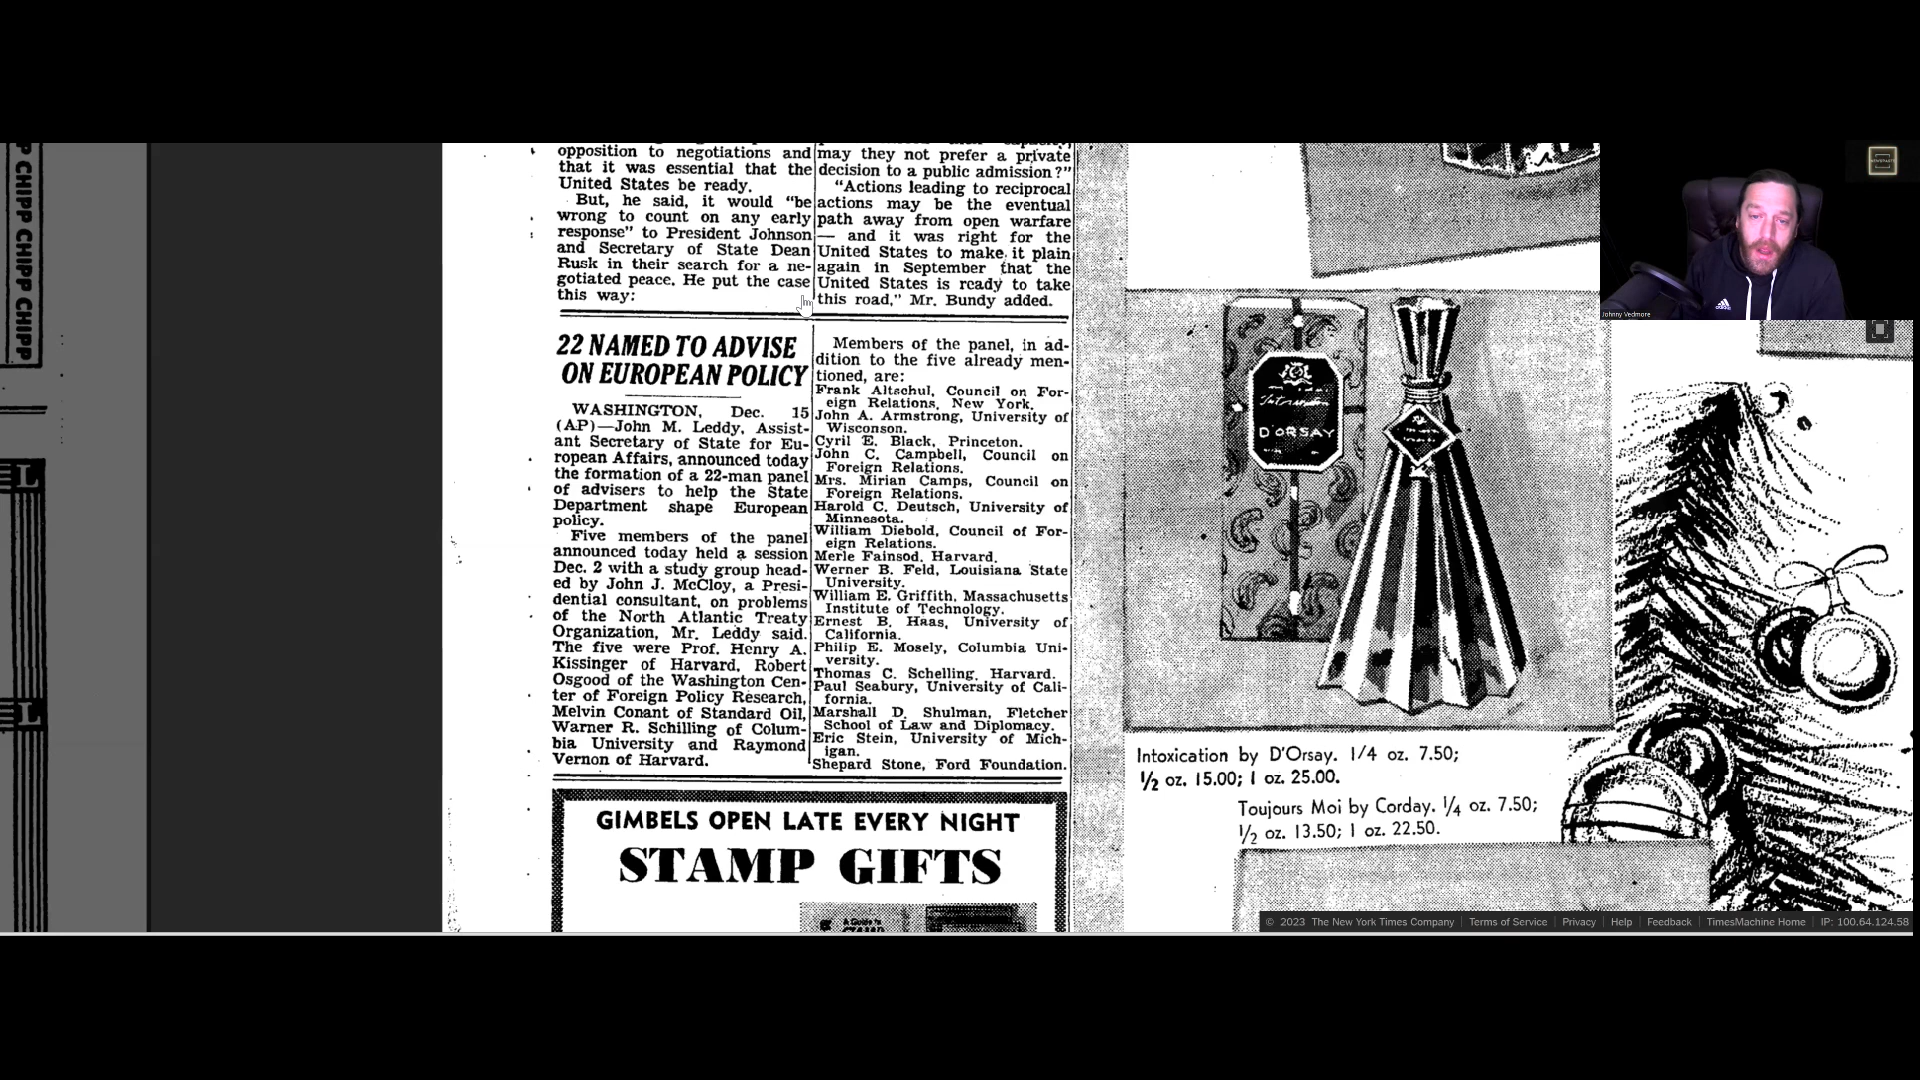 CHIPP CHIPP CHIPP
L
L
opposition to negotiations and
that it was essential that the
United States be ready.
But, he said, it would “be
wrong to count on any early
response” to President Johnson
and Secretary of State Dean
Rusk in their search for a ne-
gotiated peace. He put the case
this way:
may they not prefer a private
decision to a public admission?”
“Actions leading to reciprocal
actions may be the eventual
path away from open warfare
— and it was right for the
United States to make it plain
again in September that the
United States is ready to take
this road,” Mr. Bundy added.
22 NAMED TO ADVISE
ON EUROPEAN POLICY
WASHINGTON, Dec. 15
(AP)—John M. Leddy, Assist-
ant Secretary of State for Eu-
ropean Affairs, announced today
the formation of a 22-man panel
of advisers to help the State
Department shape European
policy.
Five members of the panel
announced today held a session
Dec. 2 with a study group head-
ed by John J. McCloy, a Presi-
dential consultant, on problems
of the North Atlantic Treaty
Organization, Mr. Leddy said.
The five were Prof. Henry A.
Kissinger of Harvard, Robert
Osgood of the Washington Cen-
ter of Foreign Policy Research,
Melvin Conant of Standard Oil,
Warner R. Schilling of Colum-
bia University and Raymond
Vernon of Harvard.
Members of the panel, in ad-
dition to the five already men-
tioned, are:
Frank Altschul, Council on For-
eign Relations, New York.
John A. Armstrong, University of
Wisconsin.
Cyril E. Black, Princeton.
John C. Campbell, Council on
Foreign Relations.
Mrs. Mirian Camps, Council on
Foreign Relations.
Harold C. Deutsch, University of
Minnesota.
William Diebold, Council of For-
eign Relations.
Merle Fainsod, Harvard.
Werner B. Feld, Louisiana State
University.
William E. Griffith, Massachusetts
Institute of Technology.
Ernest B. Haas, University of
California.
Philip E. Mosely, Columbia Uni-
versity.
Thomas C. Schelling, Harvard.
Paul Seabury, University of Cali-
fornia.
Marshall D. Shulman, Fletcher
School of Law and Diplomacy.
Eric Stein, University of Mich-
igan.
Shepard Stone, Ford Foundation.
GIMBELS OPEN LATE EVERY NIGHT
STAMP GIFTS
A Guide to
D'ORSAY
Intoxication by D'Orsay. 1/4 oz. 7.50;
1/2 oz. 15.00; 1 oz. 25.00.
Toujours Moi by Corday. 1/4 oz. 7.50;
1/2 oz. 13.50; 1 oz. 22.50.
Johnny Vedmore
© 2023 The New York Times Company | Terms of Service | Privacy | Help | Feedback | TimesMachine Home | IP: 100.64.124.58